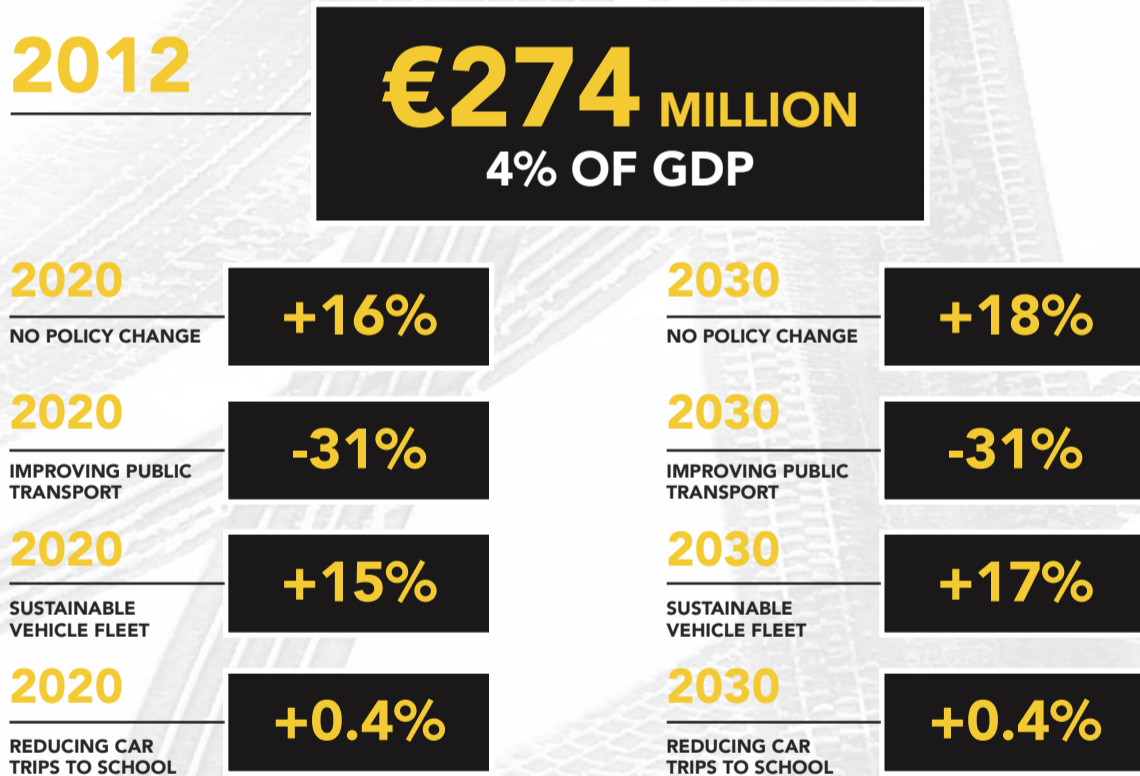 2012
€274 MILLION
4% OF GDP
2020
NO POLICY CHANGE
+16%
2030
NO POLICY CHANGE
+18%
2020
IMPROVING PUBLIC
TRANSPORT
-31%
2030
IMPROVING PUBLIC
TRANSPORT
-31%
2020
SUSTAINABLE
VEHICLE FLEET
+15%
2030
SUSTAINABLE
VEHICLE FLEET
+17%
2020
REDUCING CAR
TRIPS TO SCHOOL
+0.4%
2030
REDUCING CAR
TRIPS TO SCHOOL
+0.4%